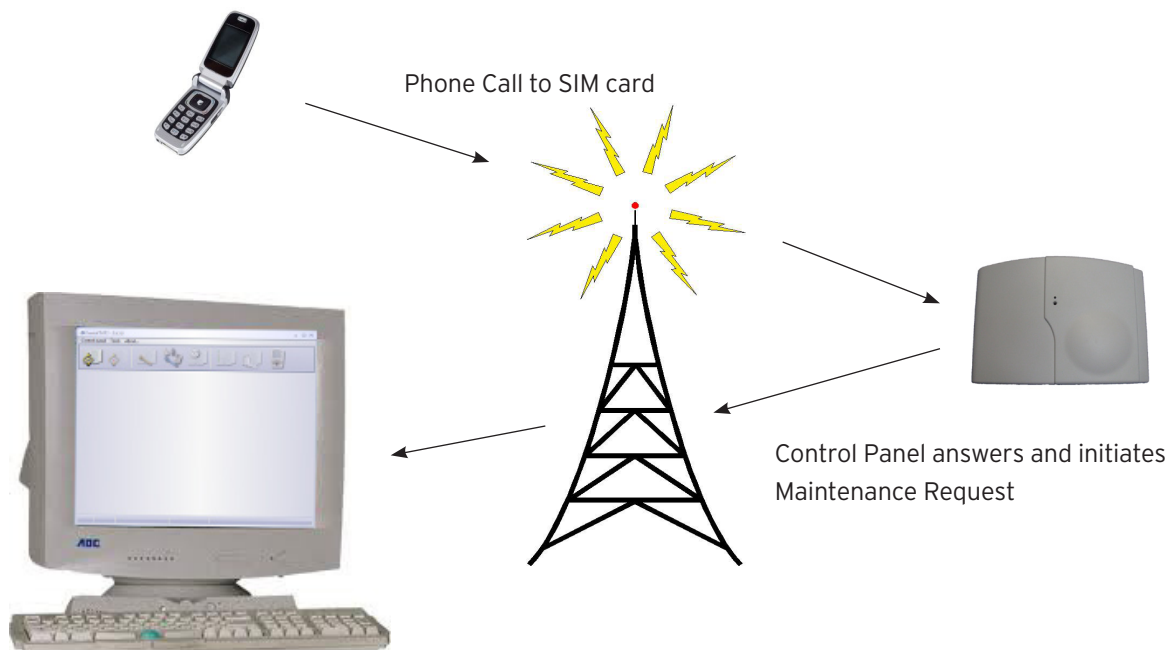 Phone Call to SIM card
Control Panel answers and initiates
Maintenance Request
AOC